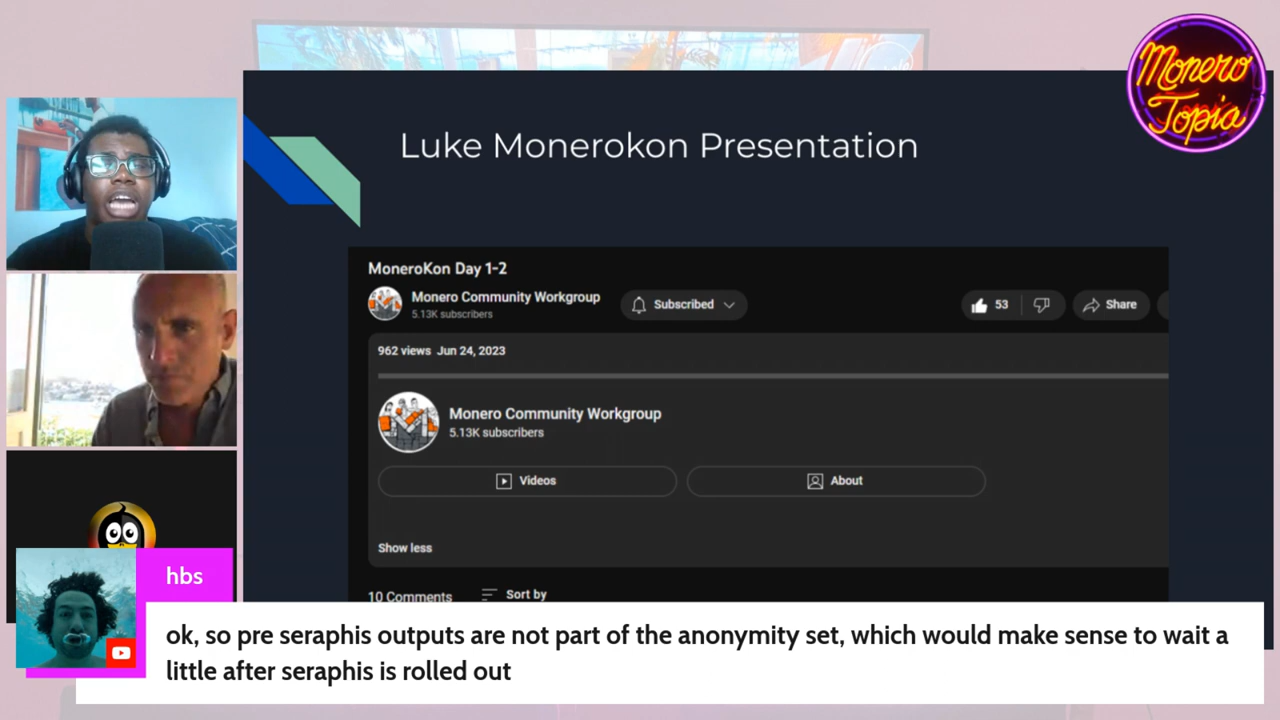 Monero
Topia
Luke Monerokon Presentation
MoneroKon Day 1-2
Monero Community Workgroup
5.13K subscribers
Subscribed
53
Share
962 views Jun 24, 2023
Monero Community Workgroup
5.13K subscribers
Videos
About
Show less
10 Comments
Sort by
hbs
ok, so pre seraphis outputs are not part of the anonymity set, which would make sense to wait a
little after seraphis is rolled out